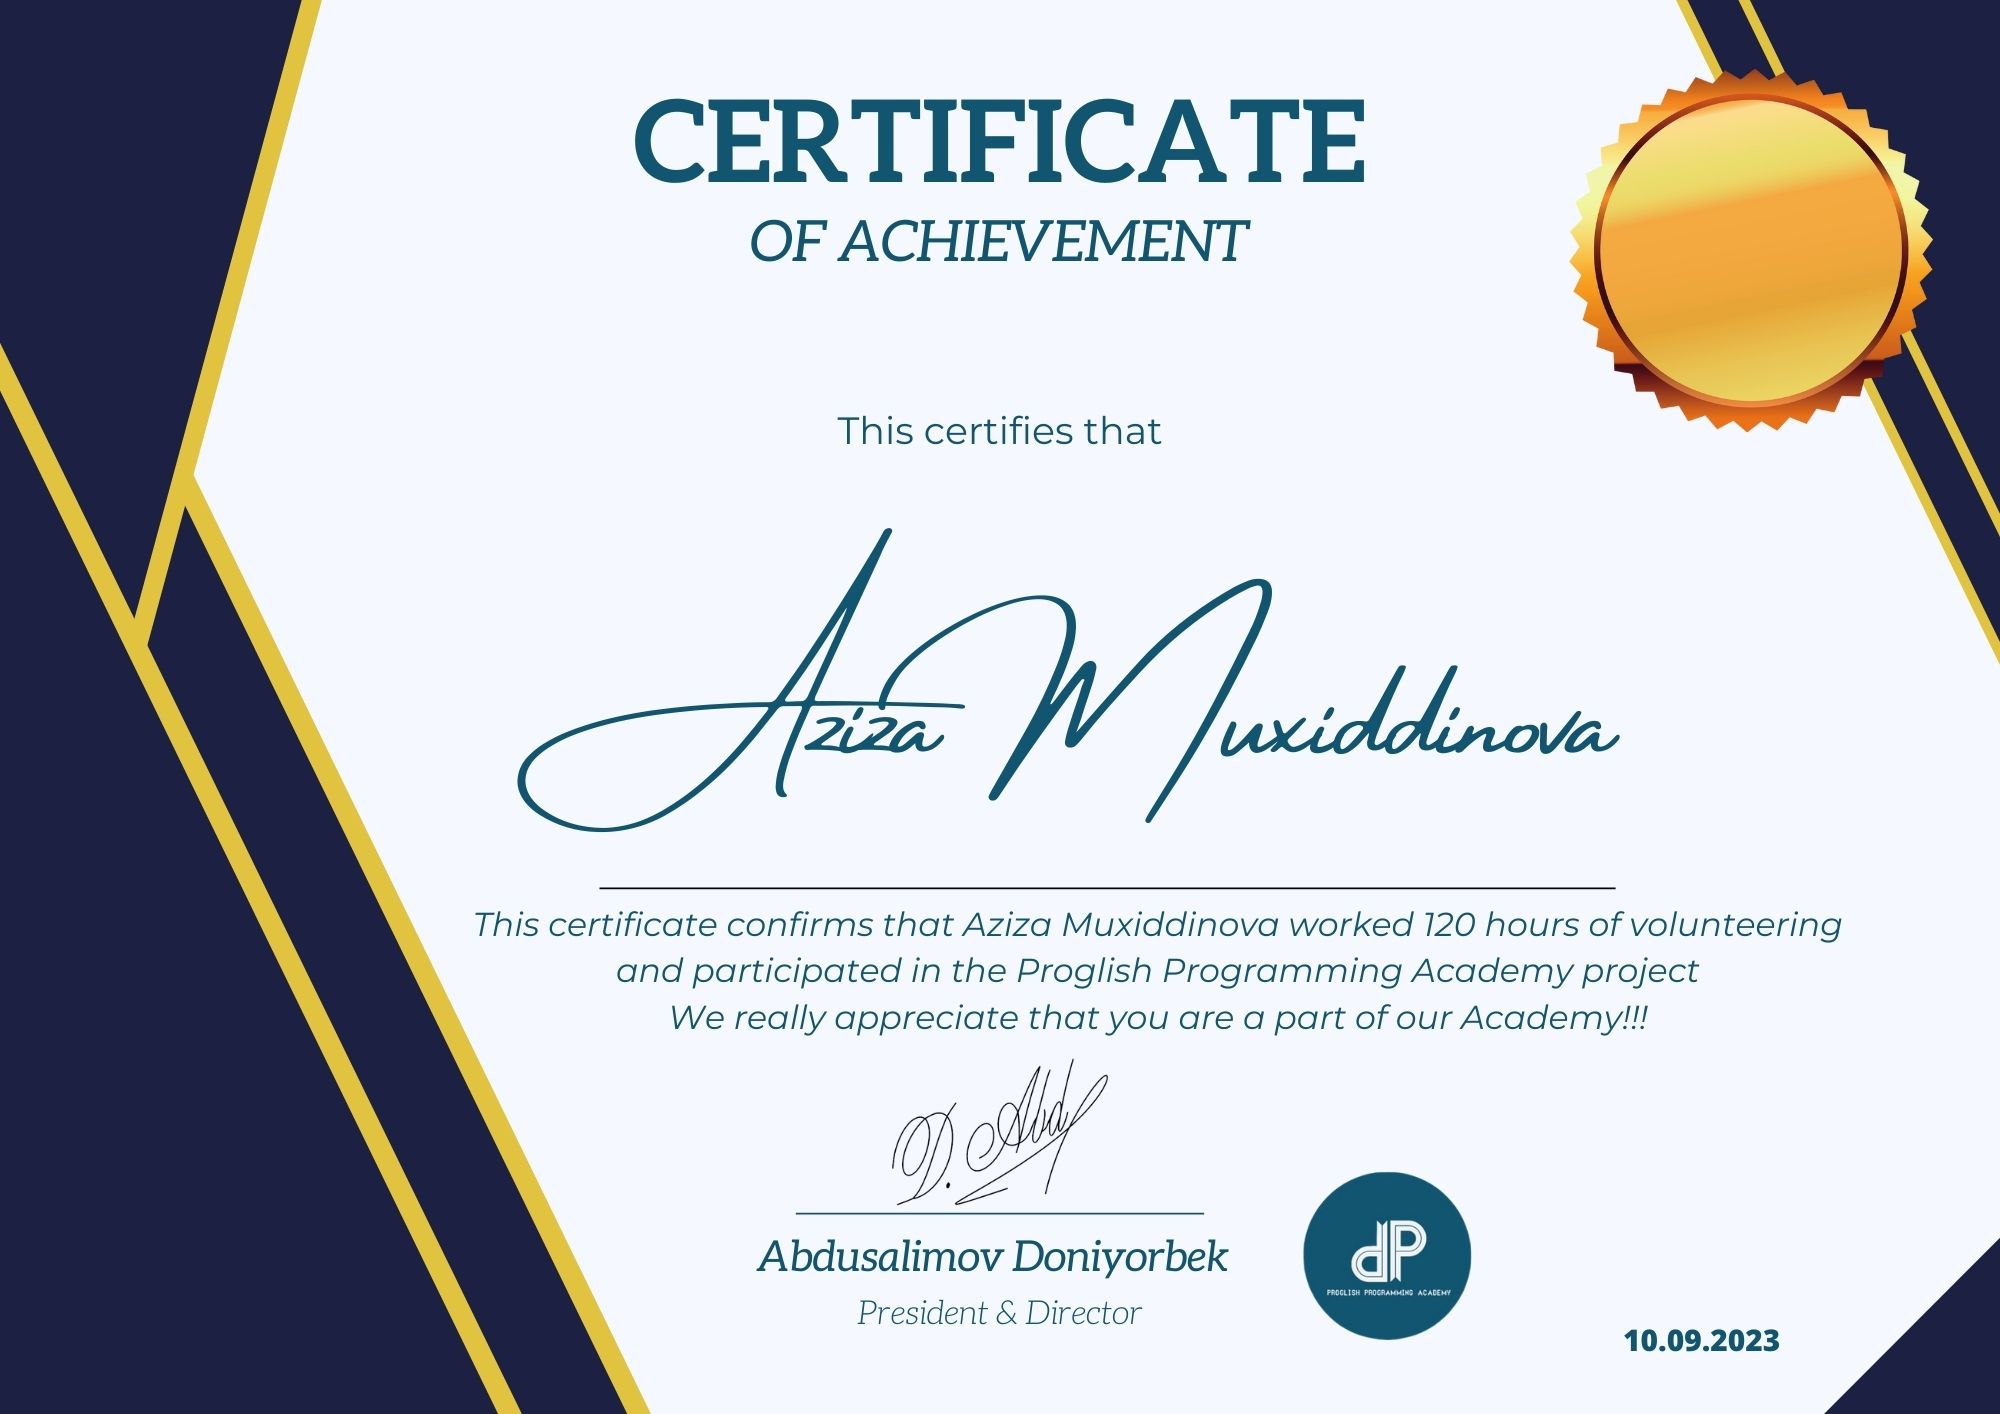 CERTIFICATE
OF ACHIEVEMENT
This certifies that
Aziza Muxiddinova
This certificate confirms that Aziza Muxiddinova worked 120 hours of volunteering
and participated in the Proglish Programming Academy project
We really appreciate that you are a part of our Academy!!!
D. Abd
Abdusalimov Doniyorbek
President & Director
dP
PROGLISH PROGRAMMING ACADEMY
10.09.2023